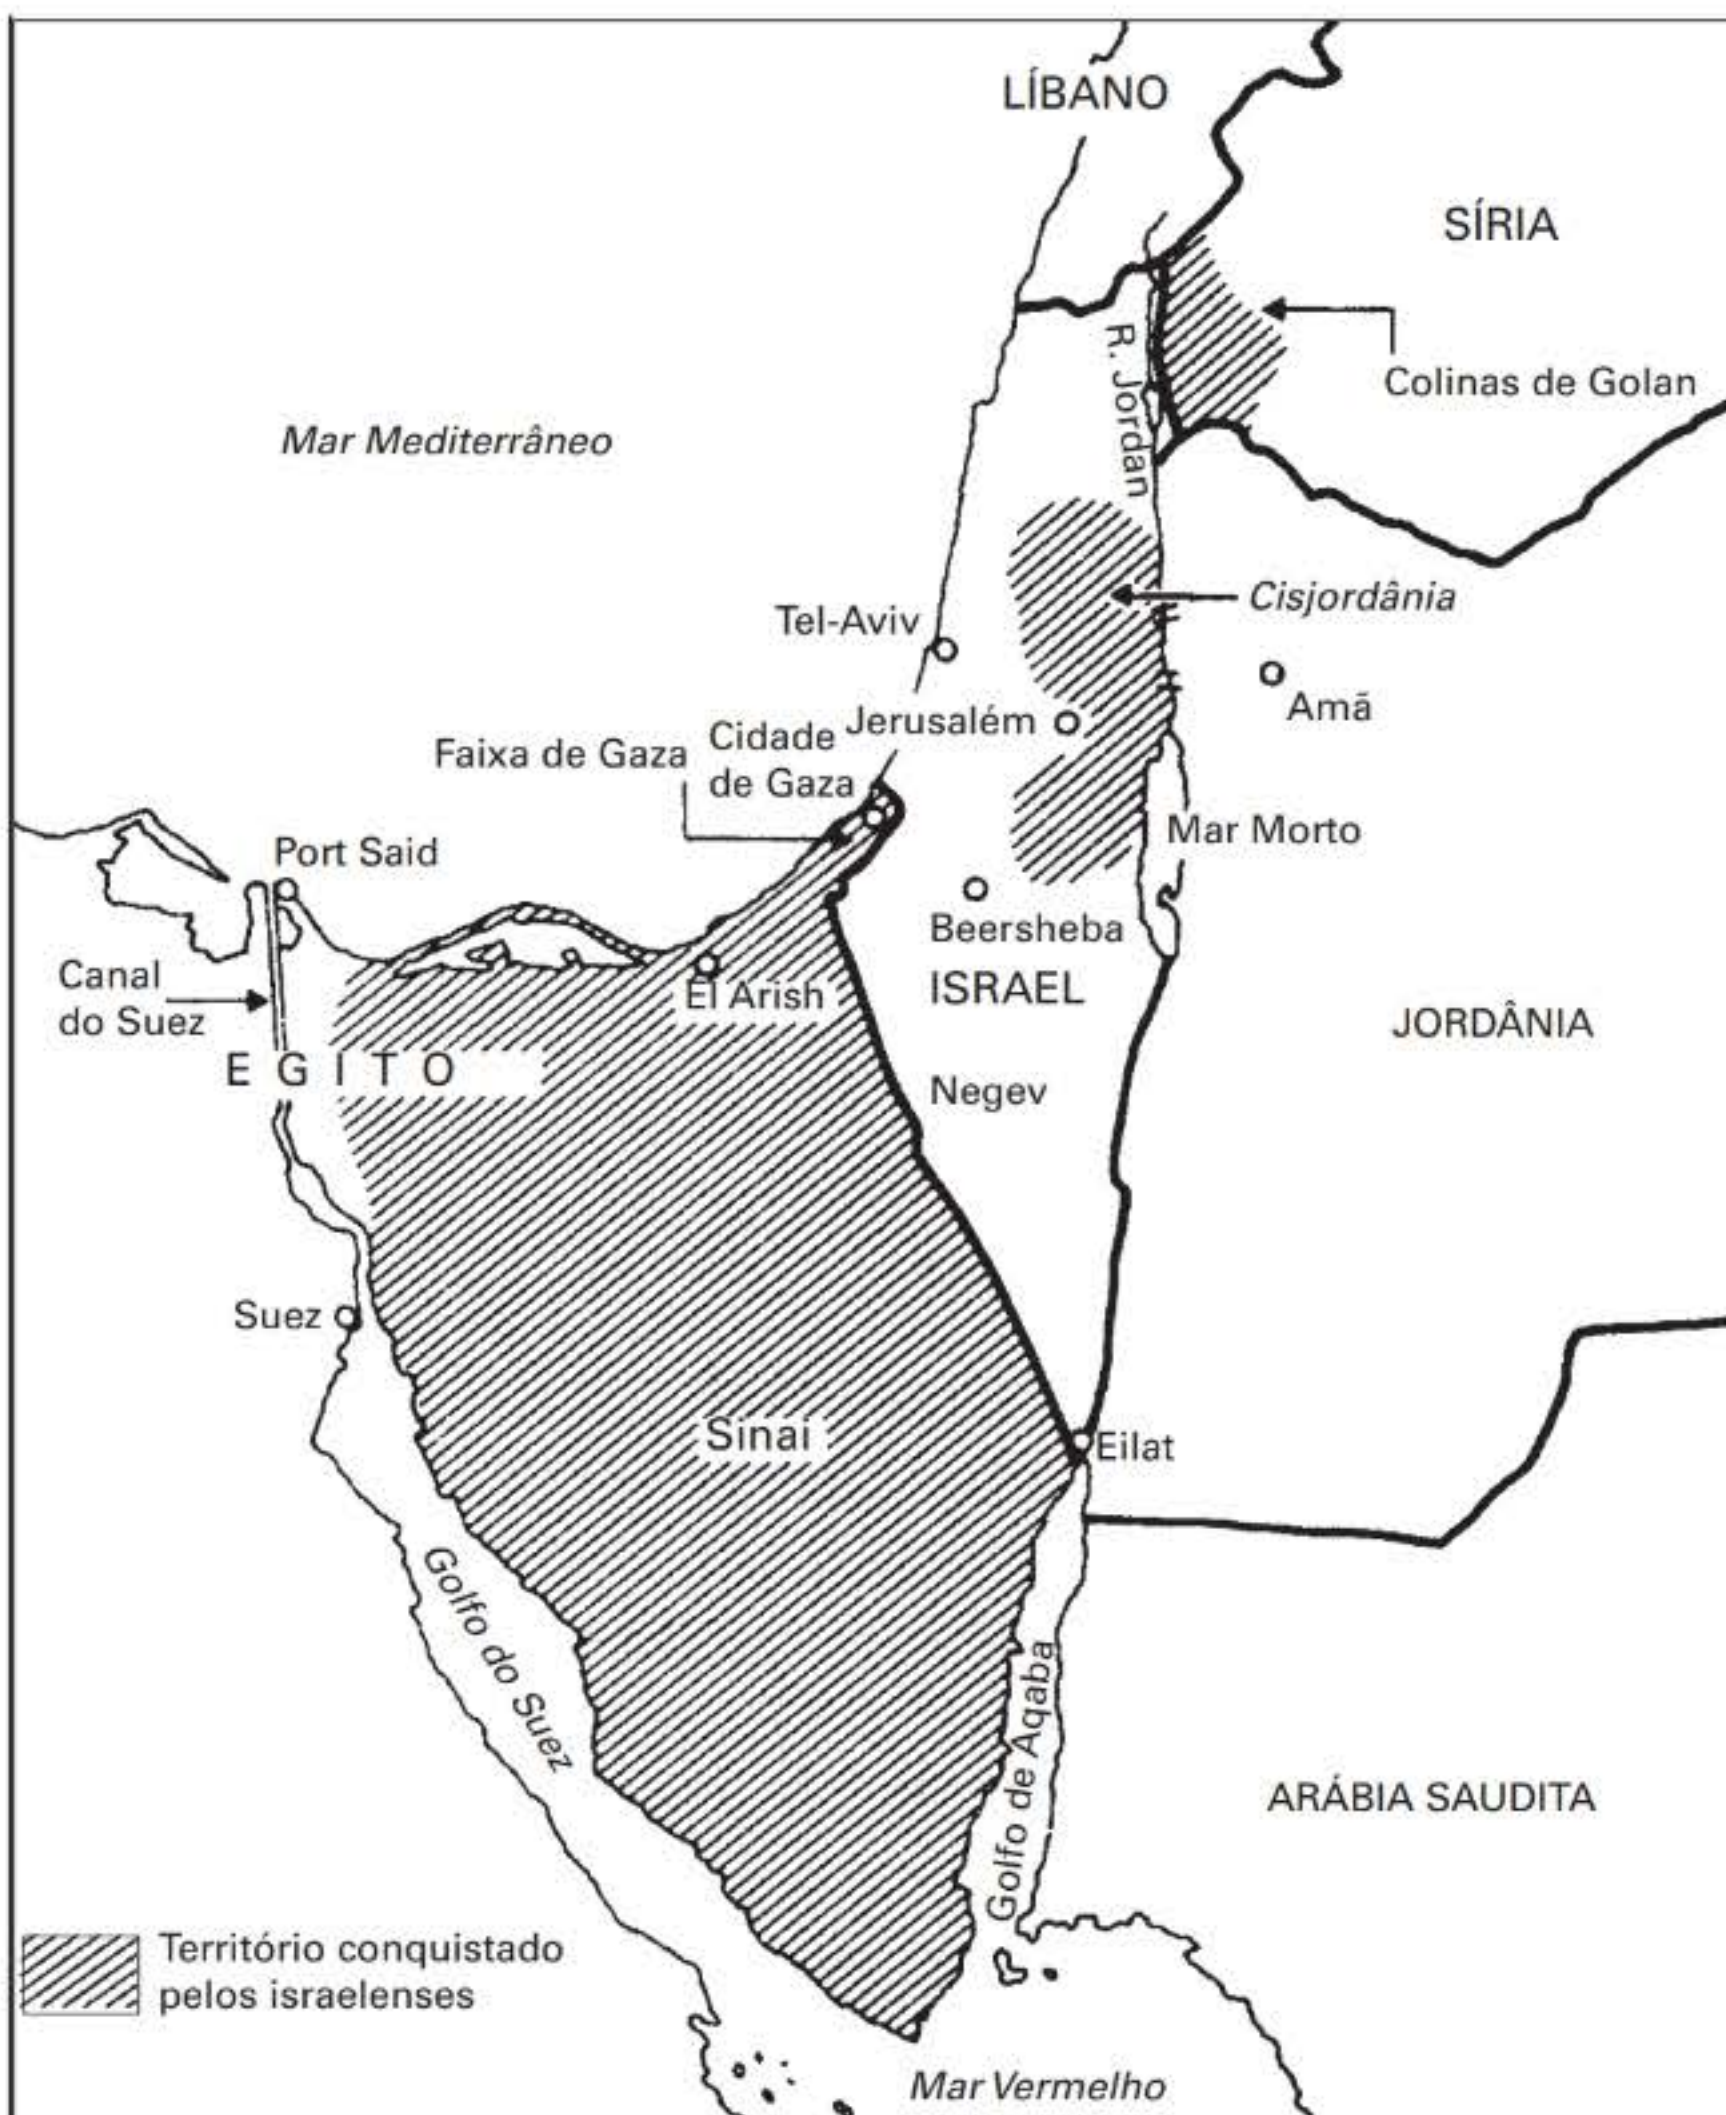 LÍBANO
SÍRIA
R. Jordan
Colinas de Golan
Mar Mediterrâneo
Cisjordânia
Tel-Aviv
Amã
Jerusalém
Cidade
de Gaza
Faixa de Gaza
Mar Morto
Port Said
Beersheba
Canal
do Suez
El Arish
ISRAEL
JORDÂNIA
EGITO
Negev
Suez
Sinai
Eilat
Golfo do Suez
Golfo de Aqaba
ARÁBIA SAUDITA
Território conquistado
pelos israelenses
Mar Vermelho